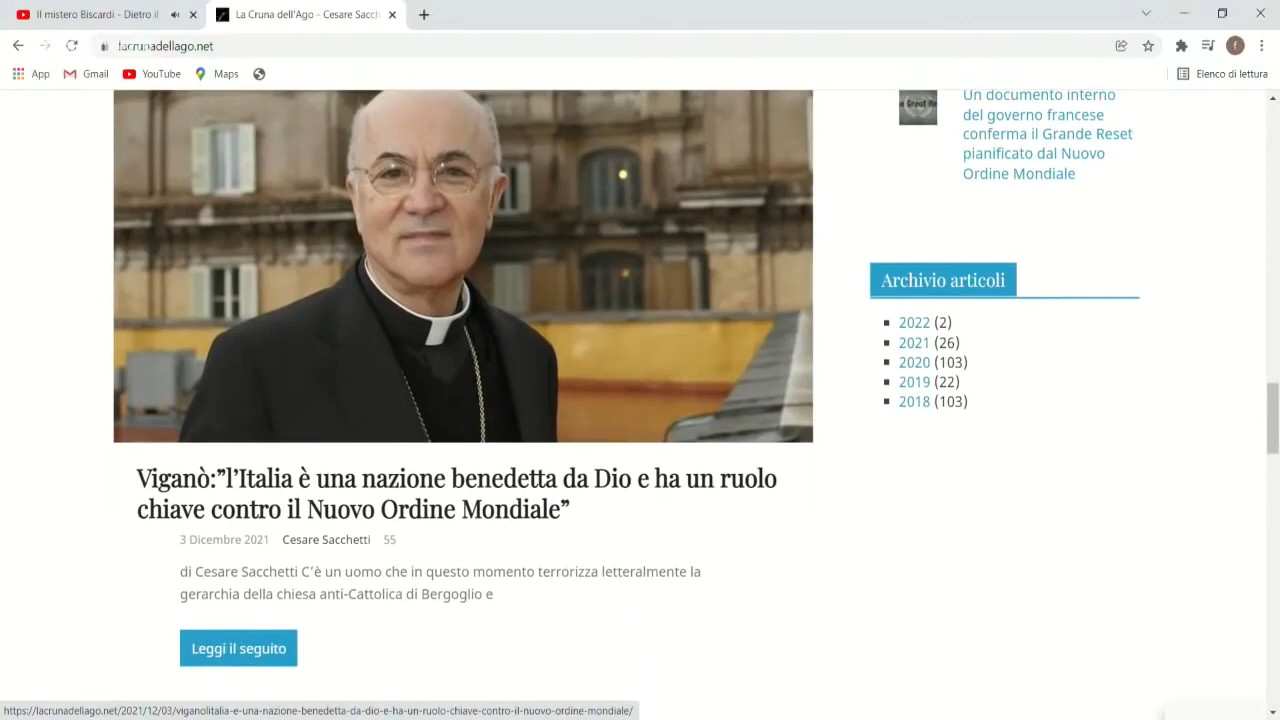 Il mistero Biscardi - Dietro il
La Cruna dell'Ago - Cesare Sacch
lacrunadellago.net
f
App
Gmail
YouTube
Maps
Elenco di lettura
Un documento interno
del governo francese
conferma il Grande Reset
pianificato dal Nuovo
Ordine Mondiale
Archivio articoli
2022 (2)
2021 (26)
2020 (103)
2019 (22)
2018 (103)
Viganò:”l’Italia è una nazione benedetta da Dio e ha un ruolo
chiave contro il Nuovo Ordine Mondiale”
3 Dicembre 2021 Cesare Sacchetti 55
di Cesare Sacchetti C’è un uomo che in questo momento terrorizza letteralmente la
gerarchia della chiesa anti-Cattolica di Bergoglio e
Leggi il seguito
https://lacrunadellago.net/2021/12/03/viganolitalia-e-una-nazione-benedetta-da-dio-e-ha-un-ruolo-chiave-contro-il-nuovo-ordine-mondiale/